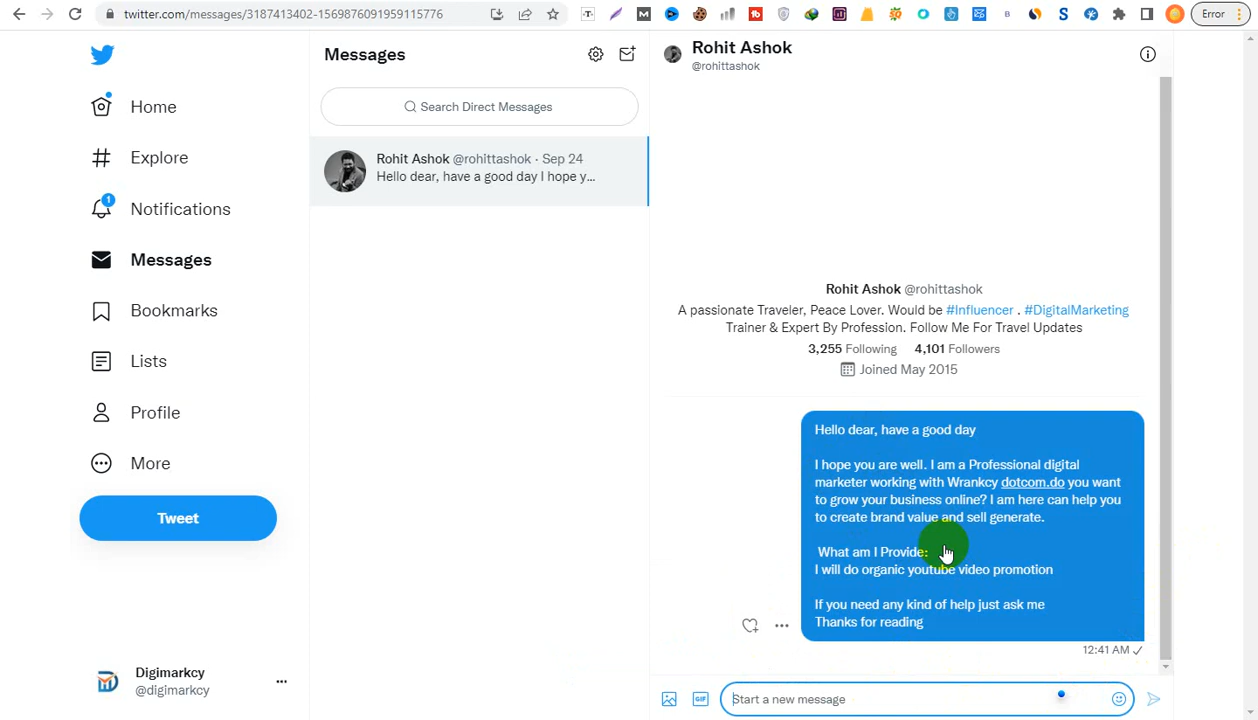 twitter.com/messages/3187413402-1569876091959115776
Error
Home
Explore
1
Notifications
Messages
Bookmarks
Lists
Profile
More
Tweet
Digimarkcy
@digimarkcy
Messages
Search Direct Messages
Rohit Ashok @rohittashok · Sep 24
Hello dear, have a good day I hope y...
Rohit Ashok
@rohittashok
Rohit Ashok @rohittashok
A passionate Traveler, Peace Lover. Would be #Influencer . #DigitalMarketing
Trainer & Expert By Profession. Follow Me For Travel Updates
3,255 Following 4,101 Followers
Joined May 2015
Hello dear, have a good day
I hope you are well. I am a Professional digital
marketer working with Wrankcy dotcom.do you want
to grow your business online? I am here can help you
to create brand value and sell generate.
What am I Provide:
I will do organic youtube video promotion
If you need any kind of help just ask me
Thanks for reading
12:41 AM
GIF
Start a new message